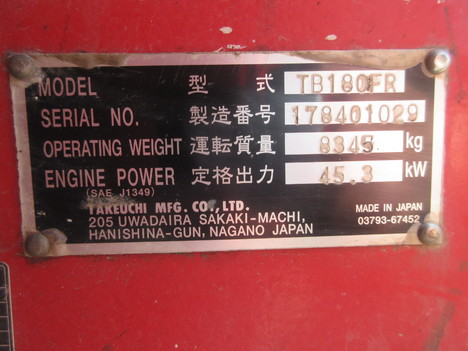 MODEL 型式 TB180FR
SERIAL NO. 製造番号 178401029
OPERATING WEIGHT 運転質量 8345 kg
ENGINE POWER 定格出力 45.3 kW
(SAE J1349)
TAKEUCHI MFG. CO., LTD.
205 UWADAIRA SAKAKI-MACHI,
HANISHINA-GUN, NAGANO JAPAN
MADE IN JAPAN
03793-67452